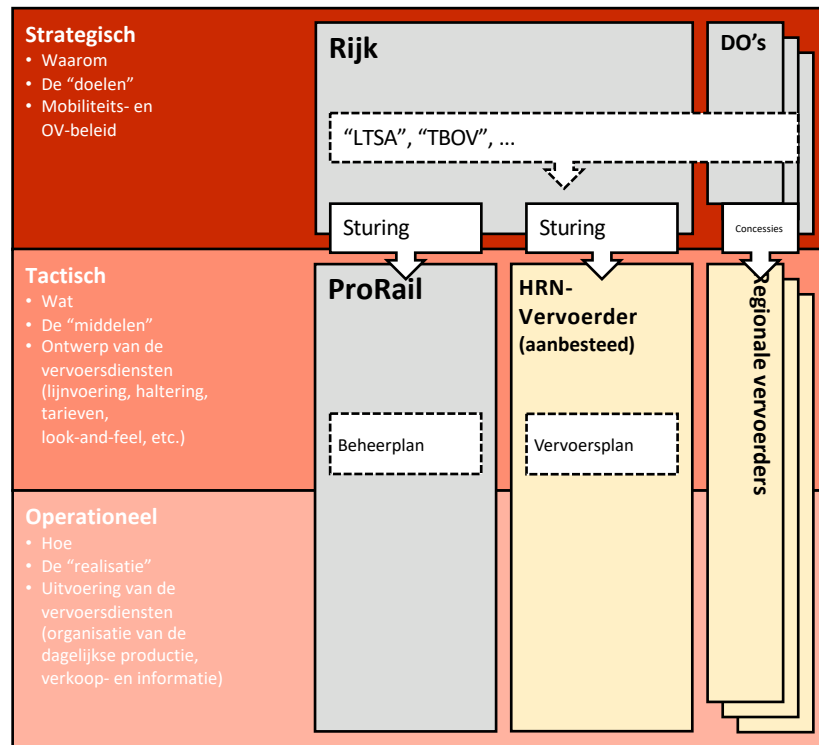 Strategisch
• Waarom
• De “doelen”
• Mobiliteits- en
OV-beleid
Rijk
DO’s
“LTSA”, “TBOV”, ...
Sturing
Sturing
Concessies
Tactisch
• Wat
• De “middelen”
• Ontwerp van de
vervoersdiensten
(lijnvoering, haltering,
tarieven,
look-and-feel, etc.)
ProRail
HRN-
Vervoerder
(aanbesteed)
Regionale vervoerders
Beheerplan
Vervoersplan
Operationeel
• Hoe
• De “realisatie”
• Uitvoering van de
vervoersdiensten
(organisatie van de
dagelijkse productie,
verkoop- en informatie)